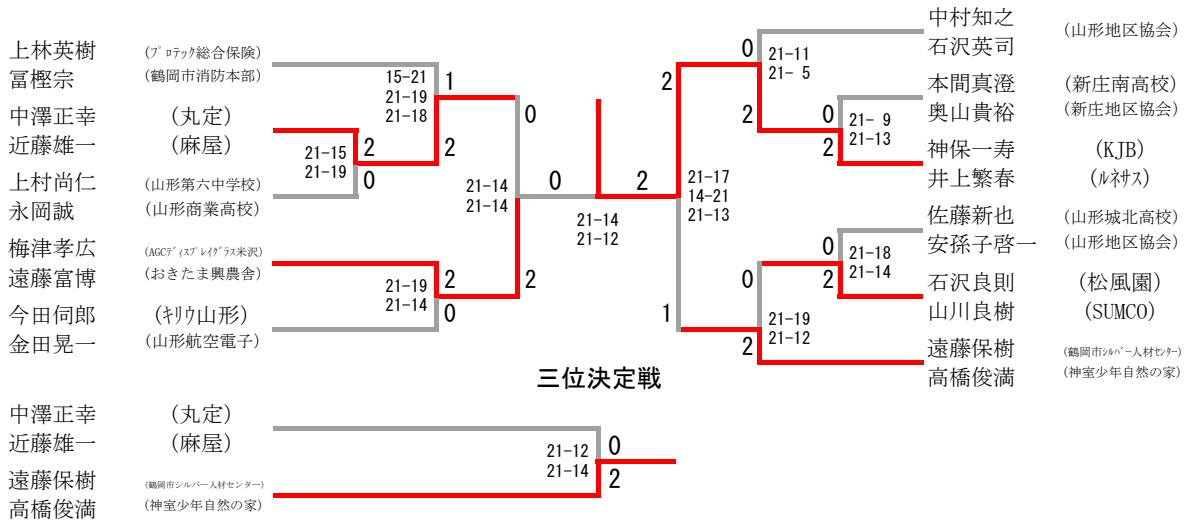 上林英樹 (プロテック総合保険)
冨樫宗 (鶴岡市消防本部)
中澤正幸 (丸定)
近藤雄一 (麻屋)
上村尚仁 (山形第六中学校)
永岡誠 (山形商業高校)
梅津孝広 (AGCディスプレイグラス米沢)
遠藤富博 (おきたま興農舎)
今田伺郎 (キリウ山形)
金田晃一 (山形航空電子)
15-21
21-19
21-18
1
2
21-15
21-19
2
0
21-19
21-14
2
0
21-14
21-14
0
2
0
2
21-14
21-12
21-17
14-21
21-13
2
1
21-11
21- 5
0
2
21- 9
21-13
0
2
21-18
21-14
0
2
21-19
21-12
0
2
中村知之
石沢英司
(山形地区協会)
本間真澄 (新庄南高校)
奥山貴裕 (新庄地区協会)
神保一寿 (KJB)
井上繁春 (ルネサス)
佐藤新也 (山形城北高校)
安孫子啓一 (山形地区協会)
石沢良則 (松風園)
山川良樹 (SUMCO)
遠藤保樹 (鶴岡市シルバー人材センター)
高橋俊満 (神室少年自然の家)
三位決定戦
中澤正幸 (丸定)
近藤雄一 (麻屋)
遠藤保樹 (鶴岡市シルバー人材センター)
高橋俊満 (神室少年自然の家)
21-12
21-14
0
2